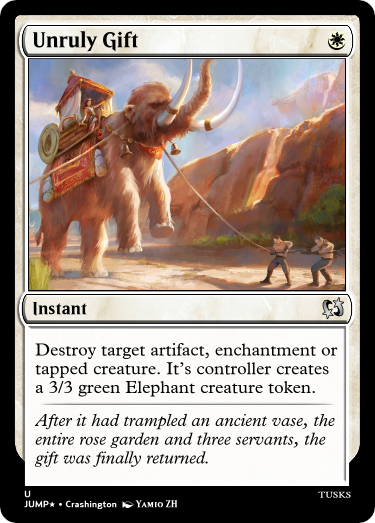 Unruly Gift
Instant
Destroy target artifact, enchantment or
tapped creature. It's controller creates
a 3/3 green Elephant creature token.
After it had trampled an ancient vase, the
entire rose garden and three servants, the
gift was finally returned.
U
TUSKS
JUMP★ • Crashington Yamio ZH